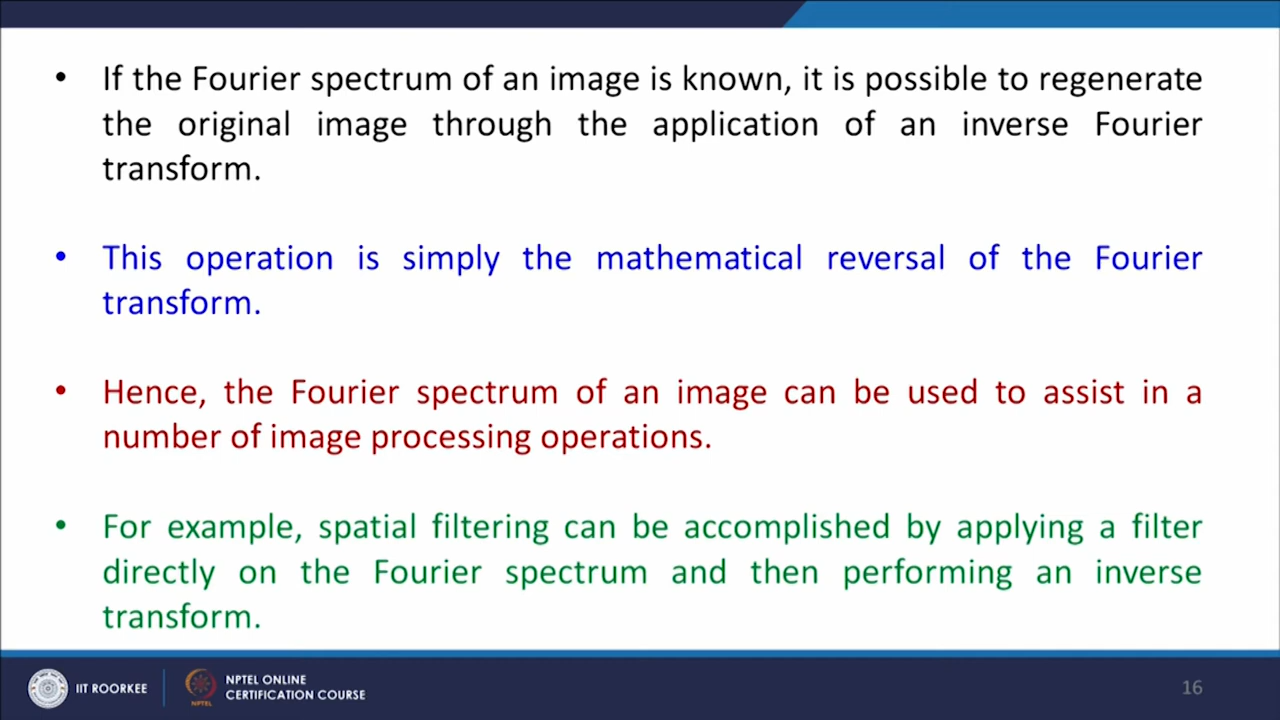 • If the Fourier spectrum of an image is known, it is possible to regenerate
the original image through the application of an inverse Fourier
transform.
• This operation is simply the mathematical reversal of the Fourier
transform.
• Hence, the Fourier spectrum of an image can be used to assist in a
number of image processing operations.
• For example, spatial filtering can be accomplished by applying a filter
directly on the Fourier spectrum and then performing an inverse
transform.
IIT ROORKEE
NPTEL
NPTEL ONLINE
CERTIFICATION COURSE
16